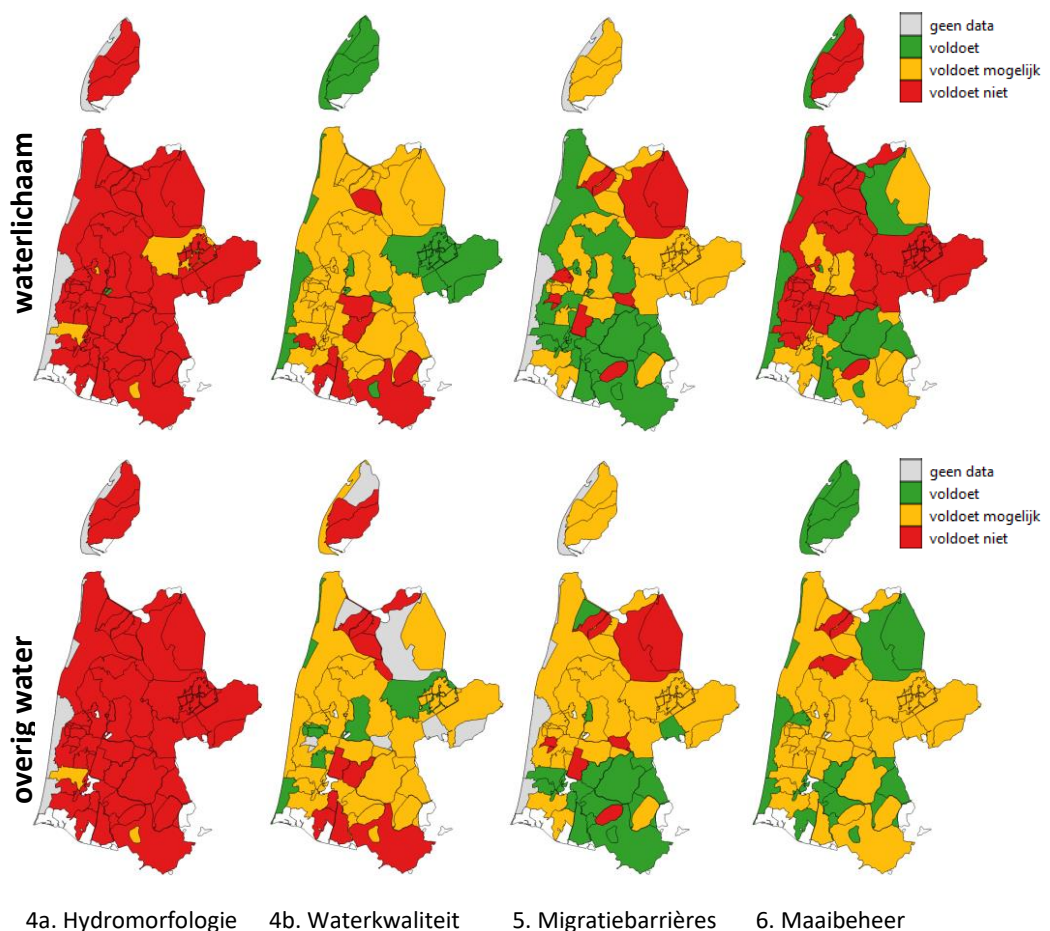 geen data
voldoet
voldoet mogelijk
voldoet niet
waterlichaam
geen data
voldoet
voldoet mogelijk
voldoet niet
overig water
4a. Hydromorfologie 4b. Waterkwaliteit 5. Migratiebarrières 6. Maaibeheer